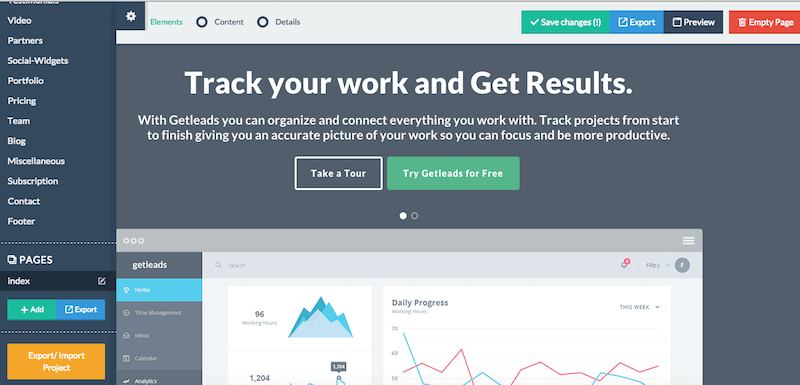 Testimonials
Video
Partners
Social-Widgets
Portfolio
Pricing
Team
Blog
Miscellaneous
Subscription
Contact
Footer
PAGES
index
+ Add
Export
Export/ Import
Project
Elements
Content
Details
Save changes (!)
Export
Preview
Empty Page
Track your work and Get Results.
With Getleads you can organize and connect everything you work with. Track projects from start
to finish giving you an accurate picture of your work so you can focus and be more productive.
Take a Tour
Try Getleads for Free
getleads
Search
8
Filip J.
F
Home
Time Management
Inbox
Calendar
Analytics
96
Working Hours
1,204
1,204
Daily Progress
Working Hours
THIS WEEK
70
60
50